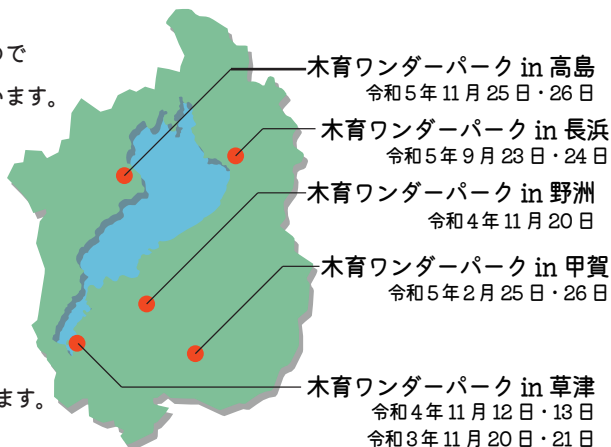 ので
います。
木育ワンダーパーク in 高島
令和5年11月25日・26日
木育ワンダーパーク in 長浜
令和5年9月23日・24日
木育ワンダーパーク in 野洲
令和4年11月20日
木育ワンダーパーク in 甲賀
令和5年2月25日・26日
ます。
木育ワンダーパーク in 草津
令和4年11月12日・13日
令和3年11月20日・21日